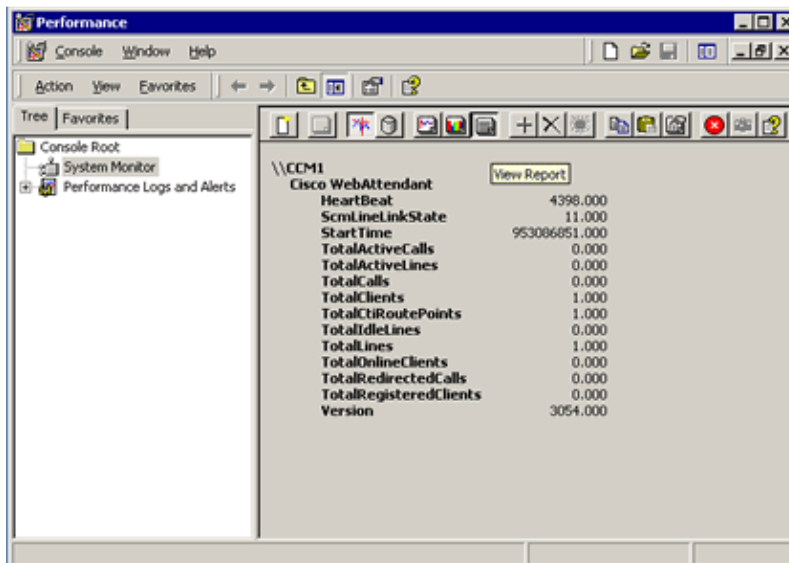 Performance
Console Window Help
Action View Favorites
Tree Favorites
Console Root
System Monitor
Performance Logs and Alerts
\\CCM1
View Report
Cisco WebAttendant
HeartBeat 4398.000
ScmLineLinkState 11.000
StartTime 953086851.000
TotalActiveCalls 0.000
TotalActiveLines 0.000
TotalCalls 0.000
TotalClients 1.000
TotalCtiRoutePoints 1.000
TotalIdleLines 0.000
TotalLines 1.000
TotalOnlineClients 0.000
TotalRedirectedCalls 0.000
TotalRegisteredClients 0.000
Version 3054.000